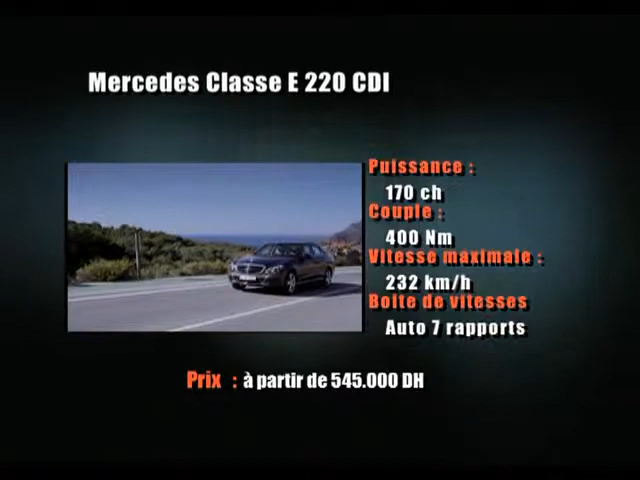 Mercedes Classe E 220 CDI
Puissance :
170 ch
Couple :
400 Nm
Vitesse maximale :
232 km/h
Boite de vitesses
Auto 7 rapports
Prix : à partir de 545.000 DH